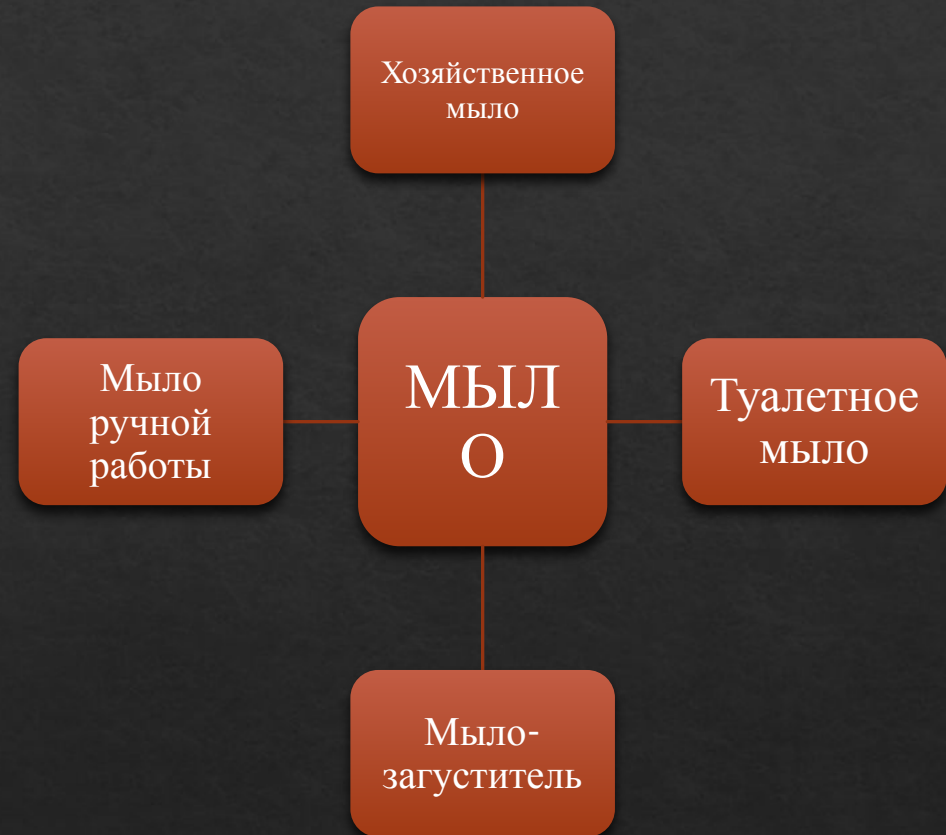 Хозяйственное
мыло
Мыло
ручной
работы
МЫЛ
О
Туалетное
мыло
Мыло-
загуститель